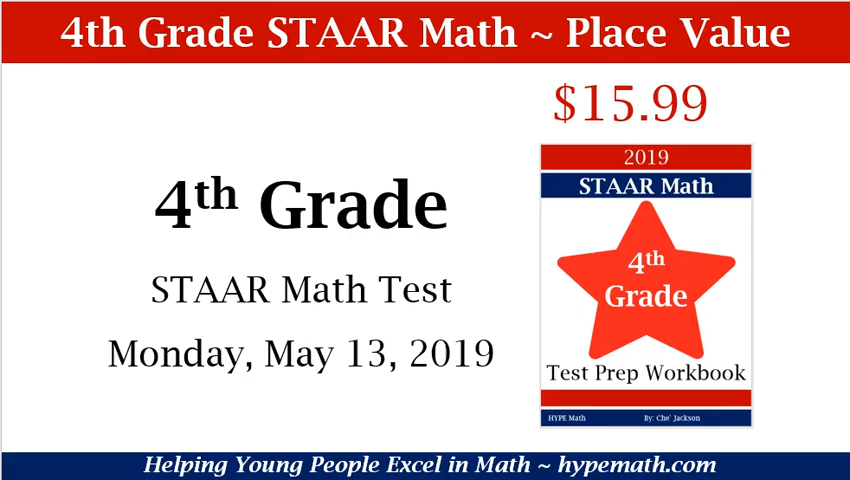 4th Grade STAAR Math ~ Place Value
$15.99
4th Grade
STAAR Math Test
Monday, May 13, 2019
2019
STAAR Math
4th
Grade
Test Prep Workbook
HYPE Math By: Che' Jackson
Helping Young People Excel in Math ~ hypemath.com